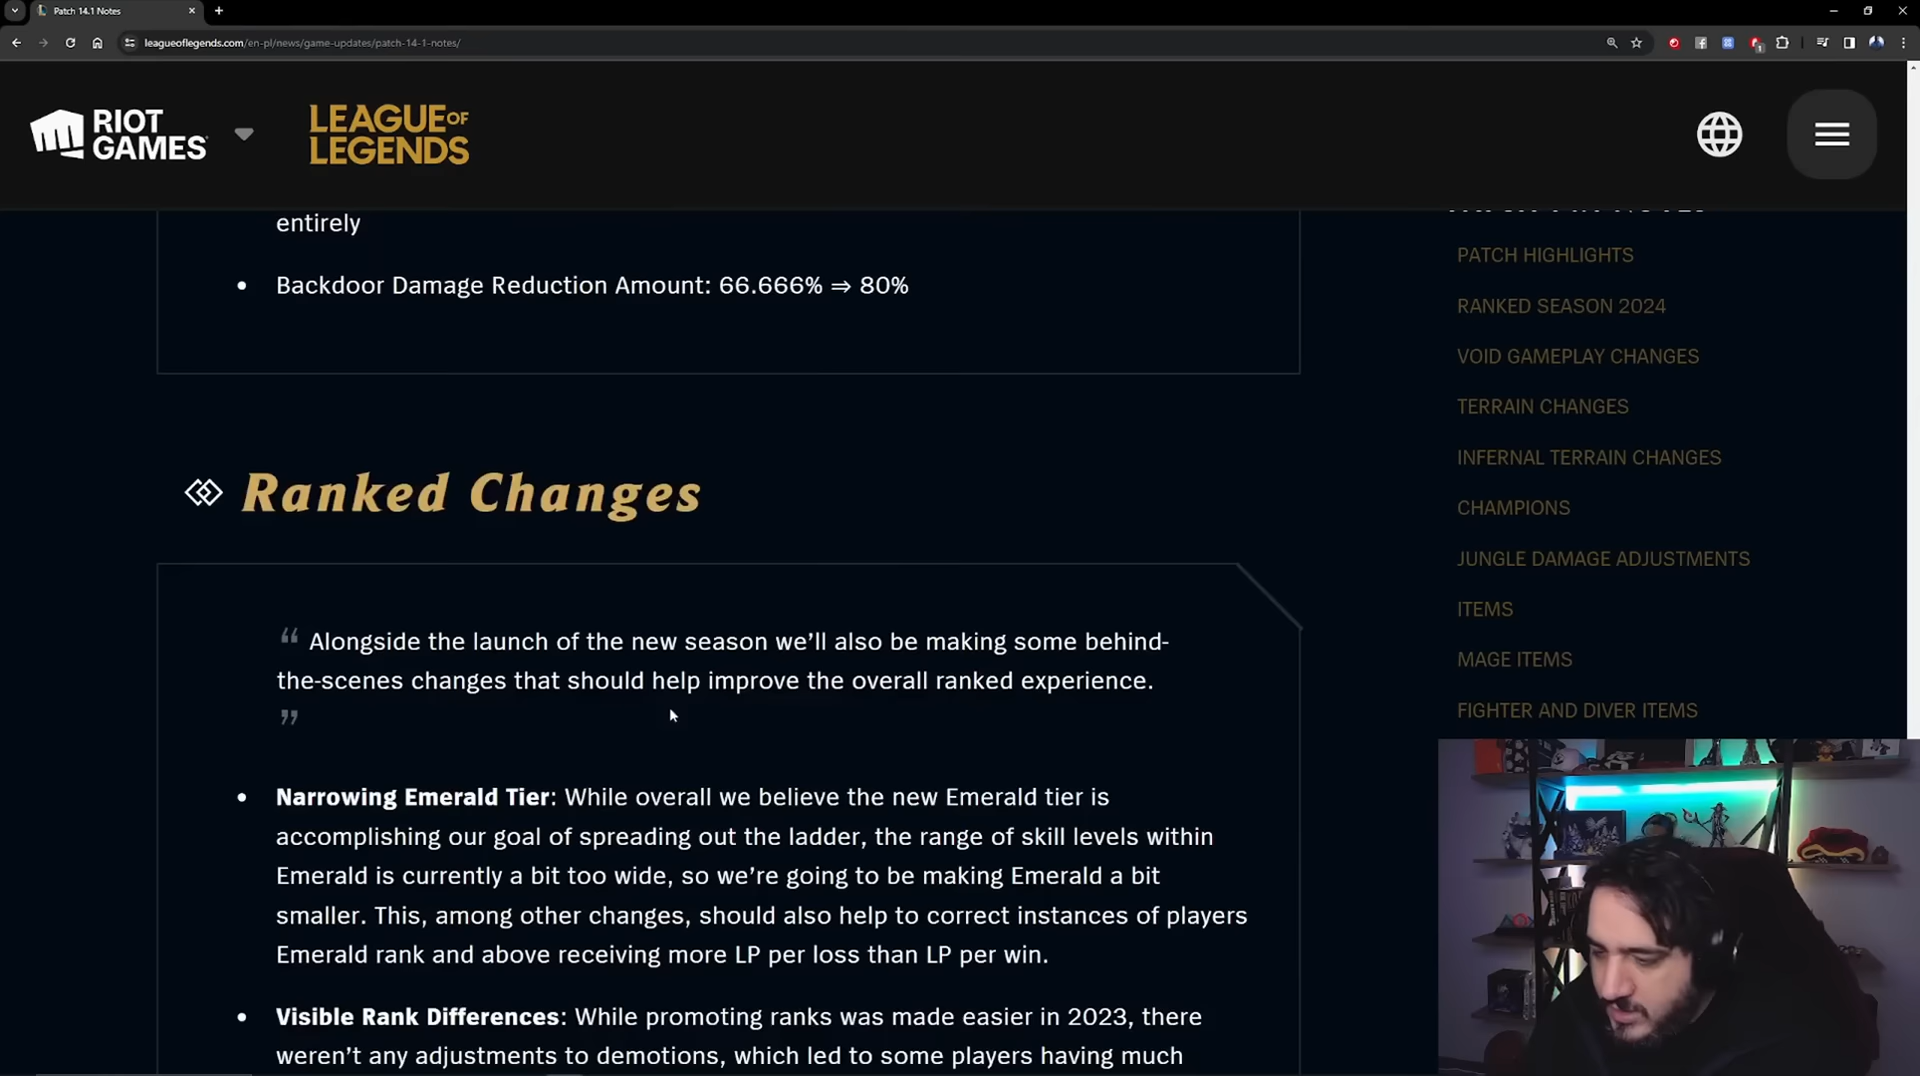 Patch 14.1 Notes
leagueoflegends.com/en-pl/news/game-updates/patch-14-1-notes/
RIOT
GAMES
LEAGUE OF
LEGENDS
entirely
• Backdoor Damage Reduction Amount: 66.666% ⇒ 80%
Ranked Changes
“ Alongside the launch of the new season we’ll also be making some behind-
the-scenes changes that should help improve the overall ranked experience.
”
• Narrowing Emerald Tier: While overall we believe the new Emerald tier is
accomplishing our goal of spreading out the ladder, the range of skill levels within
Emerald is currently a bit too wide, so we’re going to be making Emerald a bit
smaller. This, among other changes, should also help to correct instances of players
Emerald rank and above receiving more LP per loss than LP per win.
• Visible Rank Differences: While promoting ranks was made easier in 2023, there
weren’t any adjustments to demotions, which led to some players having much
PATCH HIGHLIGHTS
RANKED SEASON 2024
VOID GAMEPLAY CHANGES
TERRAIN CHANGES
INFERNAL TERRAIN CHANGES
CHAMPIONS
JUNGLE DAMAGE ADJUSTMENTS
ITEMS
MAGE ITEMS
FIGHTER AND DIVER ITEMS